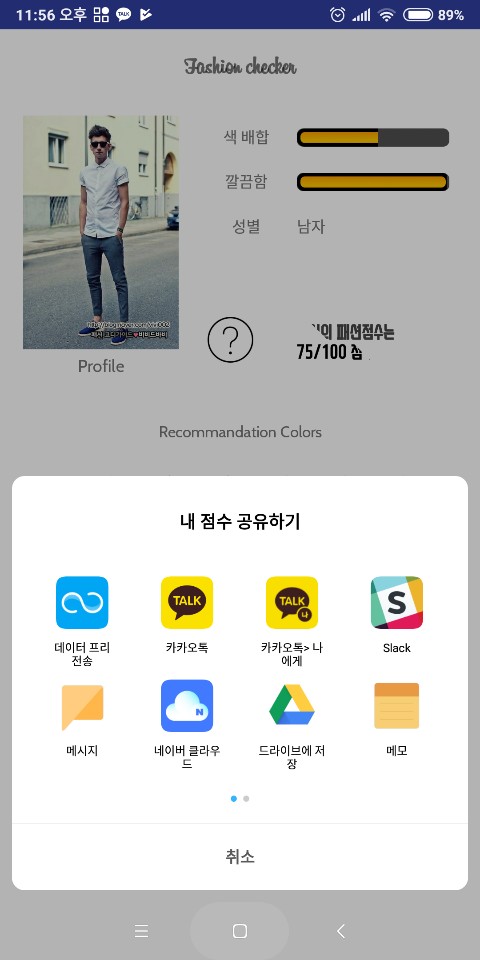 11:56 오후
TALK
89%
Fashion checker
색 배합
깔끔함
성별
남자
의 패션점수는
75/100 점
Profile
Recommandation Colors
내 점수 공유하기
데이터 프리
전송
TALK
카카오톡
TALK
나
카카오톡> 나
에게
S
Slack
메시지
N
네이버 클라우
드
드라이브에 저
장
메모
취소